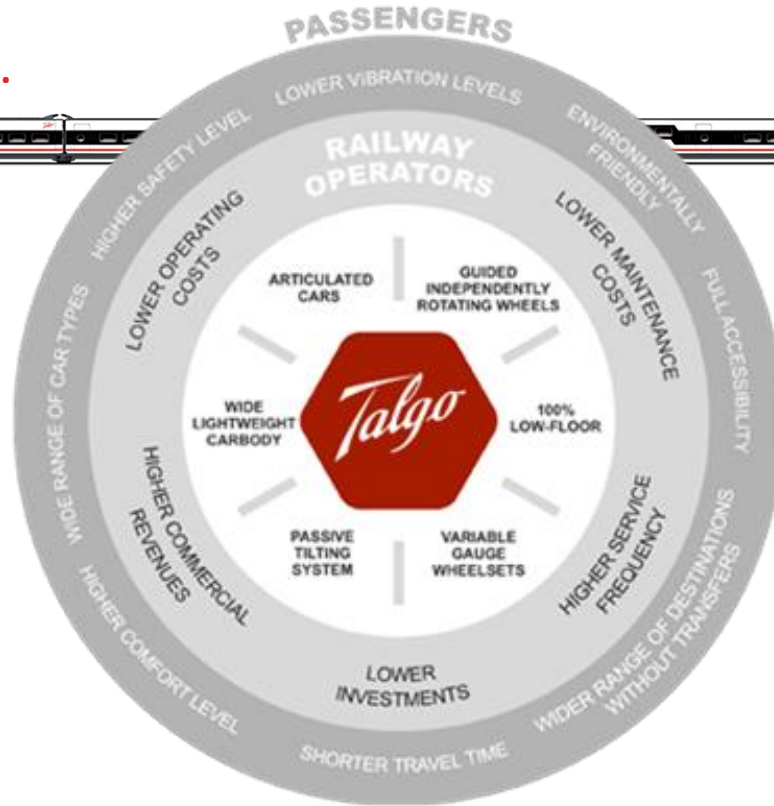 PASSENGERS
LOWER VIBRATION LEVELS
ENVIRONMENTALLY
FRIENDLY
FULL ACCESSIBILITY
WIDER RANGE OF DESTINATIONS
WITHOUT TRANSFERS
SHORTER TRAVEL TIME
HIGHER COMFORT LEVEL
WIDE RANGE OF CAR TYPES
HIGHER SAFETY LEVEL
RAILWAY
OPERATORS
LOWER MAINTENANCE
COSTS
HIGHER SERVICE
FREQUENCY
LOWER
INVESTMENTS
HIGHER COMMERCIAL
REVENUES
LOWER OPERATING
COSTS
ARTICULATED
CARS
GUIDED
INDEPENDENTLY
ROTATING WHEELS
100%
LOW-FLOOR
VARIABLE
GAUGE
WHEELSETS
PASSIVE
TILTING
SYSTEM
WIDE
LIGHTWEIGHT
CARBODY
Talgo